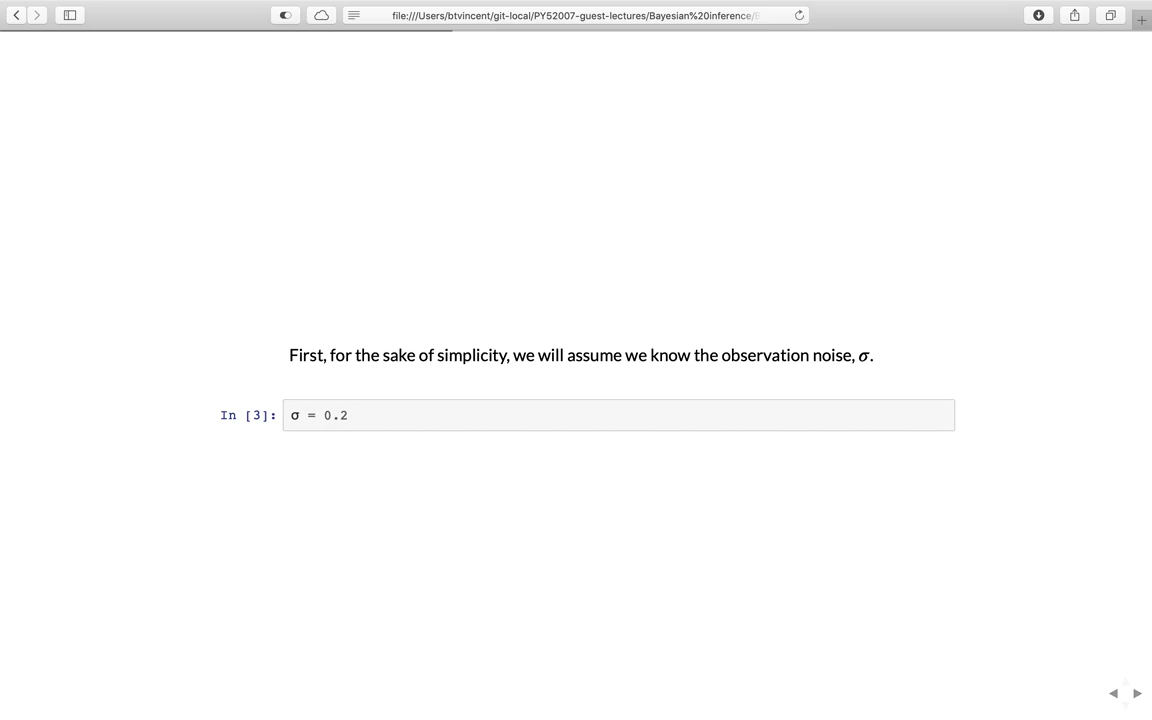 file:///Users/btvincent/git-local/PY52007-guest-lectures/Bayesian%20inference/
First, for the sake of simplicity, we will assume we know the observation noise, σ.
In [3]: σ = 0.2